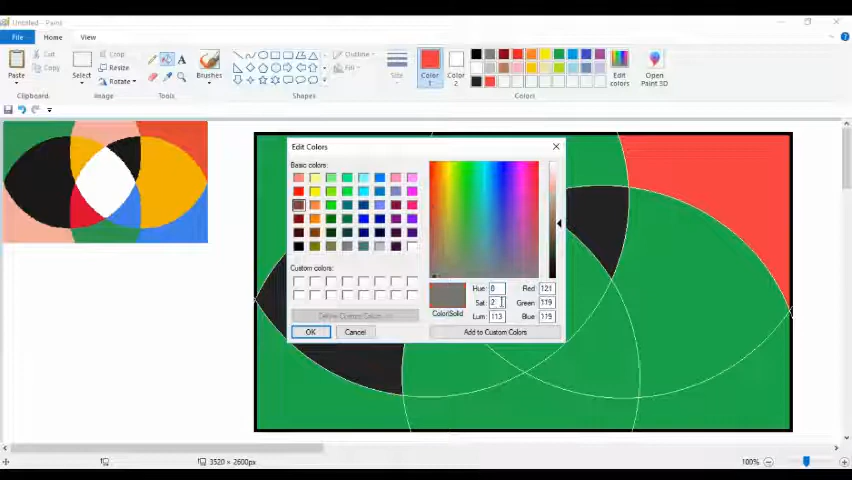 Untitled - Paint
File Home View
Paste
Cut
Copy
Clipboard
Select
Crop
Resize
Rotate
Image
A
Tools
Brushes
Outline
Fill
Shapes
Size
Color 1
Color 2
Edit colors
Open Paint 3D
Colors
Edit Colors
Basic colors:
Custom colors:
Define Custom Colors >>
OK Cancel
Color|Solid
Hue: 0 Red: 121
Sat: 2 Green: 119
Lum: 113 Blue: 119
Add to Custom Colors
3520 × 2600px
100%